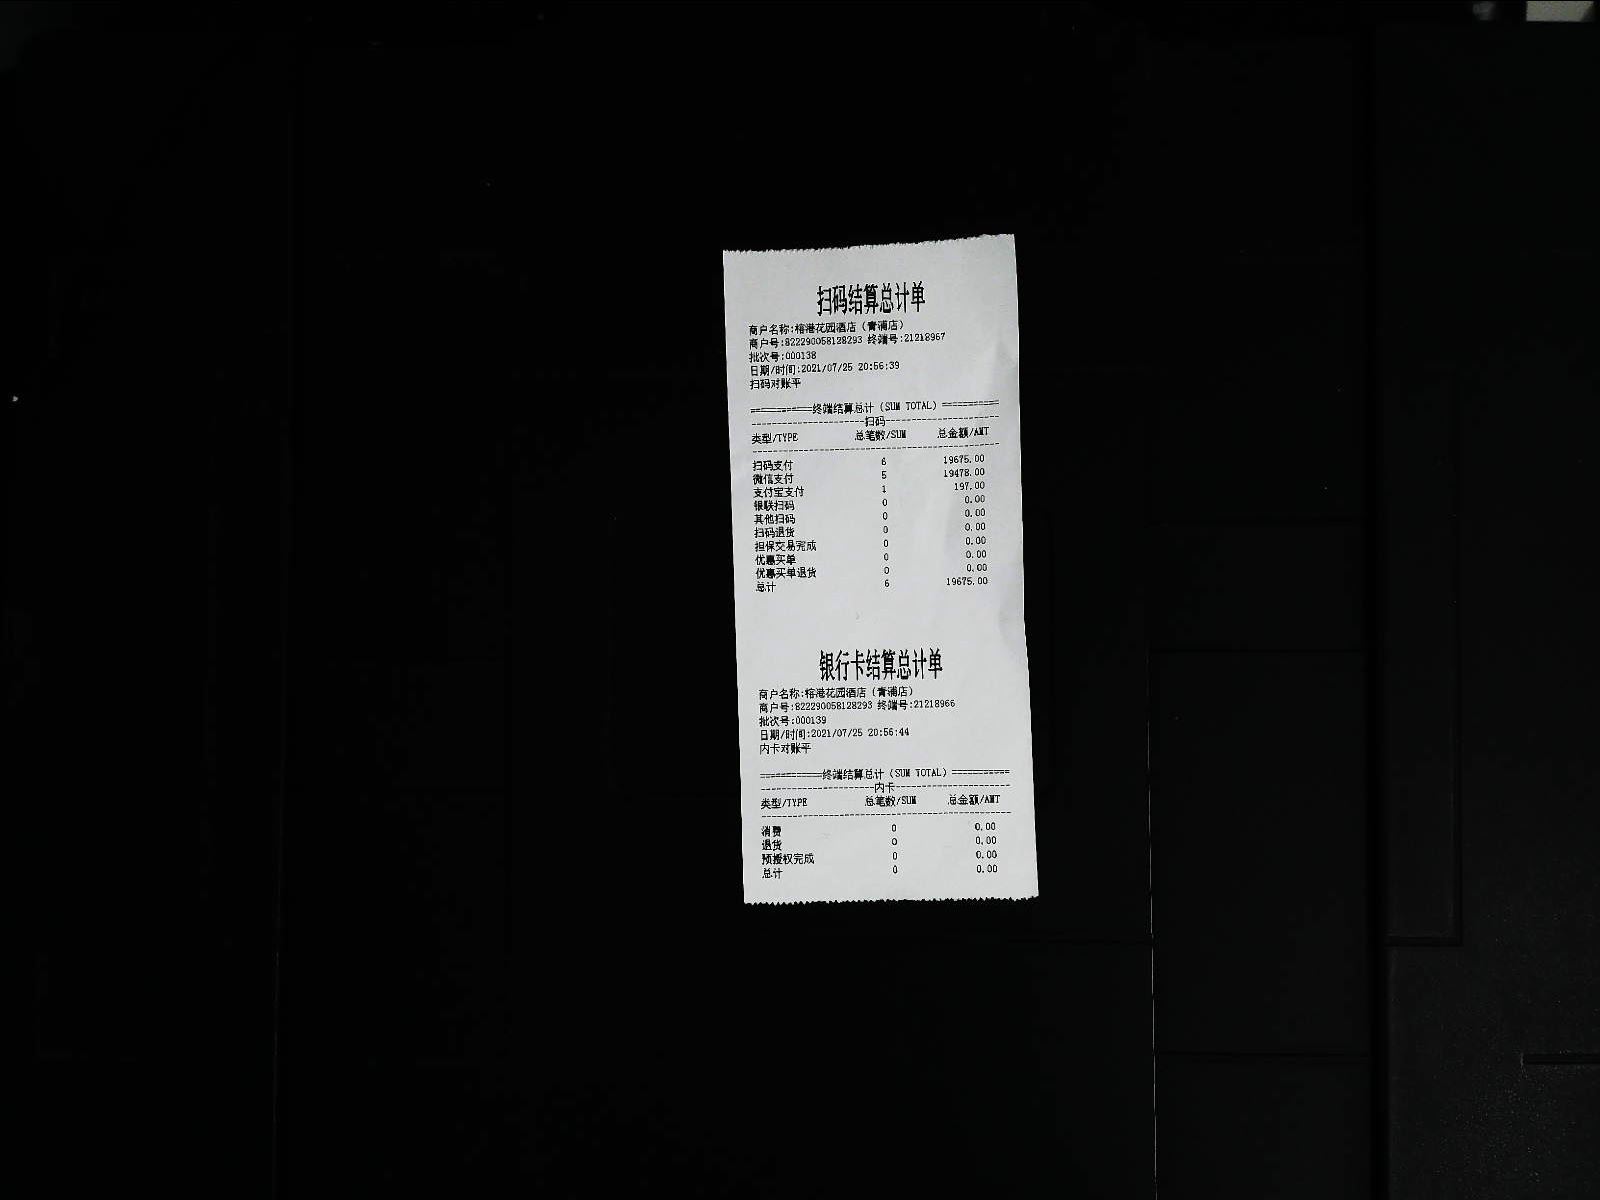 扫码结算总计单
商户名称:榕港花园酒店（青浦店）
商户号:822290058128293 终端号:21218967
批次号:000138
日期/时间:2021/07/25 20:56:39
扫码对账平
============终端结算总计（SUM TOTAL）===========
----------------------扫码----------------------
类型/TYPE 总笔数/SUM 总金额/AMT
------------------------------------------------
扫码支付 6 19675.00
微信支付 5 19478.00
支付宝支付 1 197.00
银联扫码 0 0.00
其他扫码 0 0.00
扫码退货 0 0.00
担保交易完成 0 0.00
优惠买单 0 0.00
优惠买单退货 0 0.00
总计 6 19675.00
银行卡结算总计单
商户名称:榕港花园酒店（青浦店）
商户号:822290058128293 终端号:21218966
批次号:000139
日期/时间:2021/07/25 20:56:44
内卡对账平
============终端结算总计（SUM TOTAL）===========
----------------------内卡----------------------
类型/TYPE 总笔数/SUM 总金额/AMT
------------------------------------------------
消费 0 0.00
退货 0 0.00
预授权完成 0 0.00
总计 0 0.00